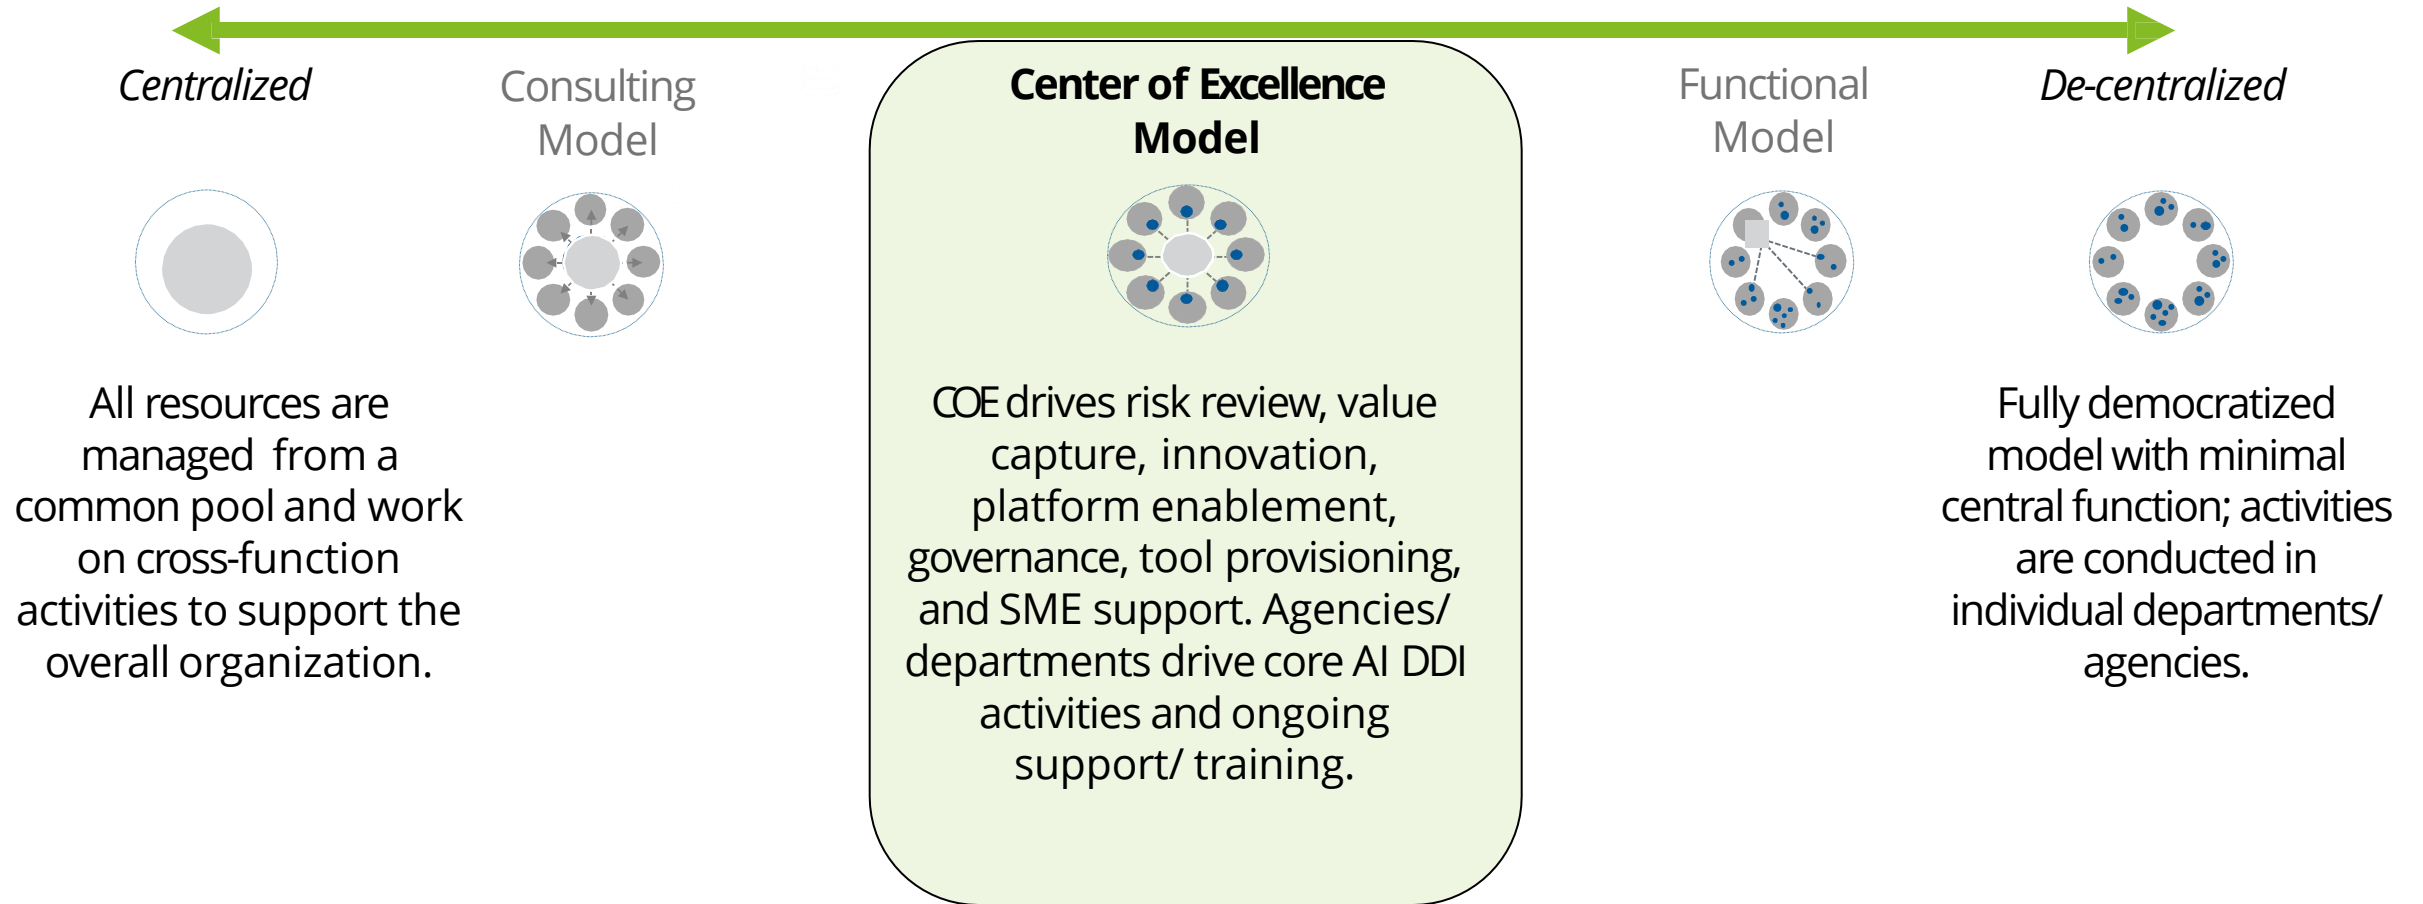 Centralized
All resources are
managed from a
common pool and work
on cross-function
activities to support the
overall organization.
Consulting
Model
Center of Excellence
Model
COE drives risk review, value
capture, innovation,
platform enablement,
governance, tool provisioning,
and SME support. Agencies/
departments drive core AI DDI
activities and ongoing
support/ training.
Functional
Model
De-centralized
Fully democratized
model with minimal
central function; activities
are conducted in
individual departments/
agencies.